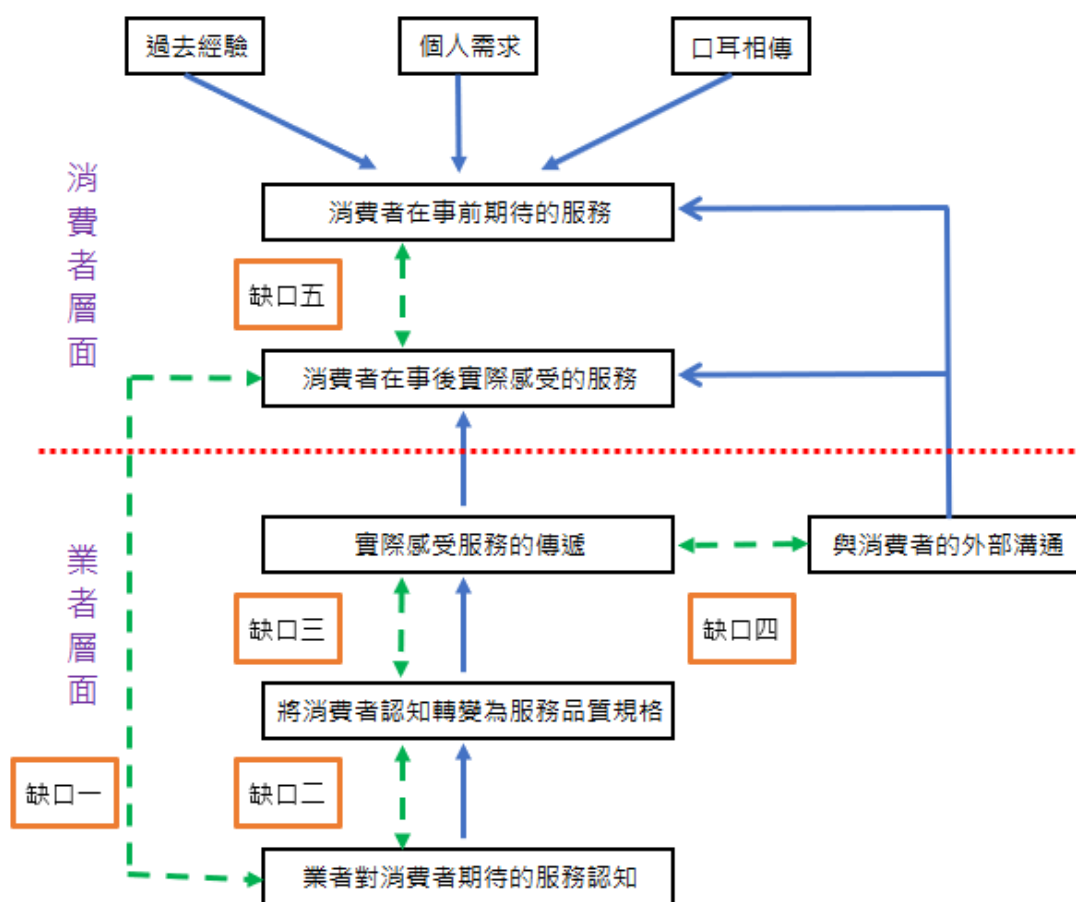 過去經驗
個人需求
口耳相傳
消費者層面
消費者在事前期待的服務
缺口五
消費者在事後實際感受的服務
業者層面
實際感受服務的傳遞
與消費者的外部溝通
缺口三
缺口四
將消費者認知轉變為服務品質規格
缺口一
缺口二
業者對消費者期待的服務認知